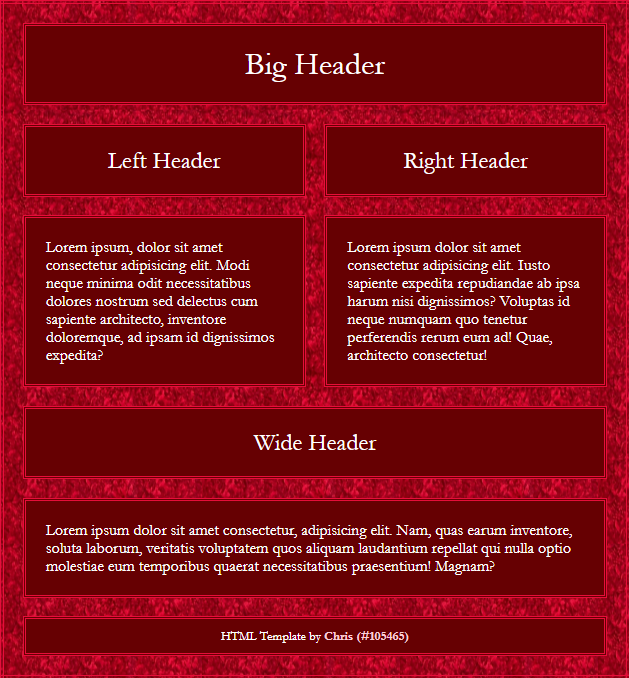 Big Header
Left Header
Right Header
Lorem ipsum, dolor sit amet
consectetur adipisicing elit. Modi
neque minima odit necessitatibus
dolores nostrum sed delectus cum
sapiente architecto, inventore
doloremque, ad ipsam id dignissimos
expedita?
Lorem ipsum dolor sit amet
consectetur adipisicing elit. Iusto
sapiente expedita repudiandae ab ipsa
harum nisi dignissimos? Voluptas id
neque numquam quo tenetur
perferendis rerum eum ad! Quae,
architecto consectetur!
Wide Header
Lorem ipsum dolor sit amet consectetur, adipisicing elit. Nam, quas earum inventore,
soluta laborum, veritatis voluptatem quos aliquam laudantium repellat qui nulla optio
molestiae eum temporibus quaerat necessitatibus praesentium! Magnam?
HTML Template by Chris (#105465)